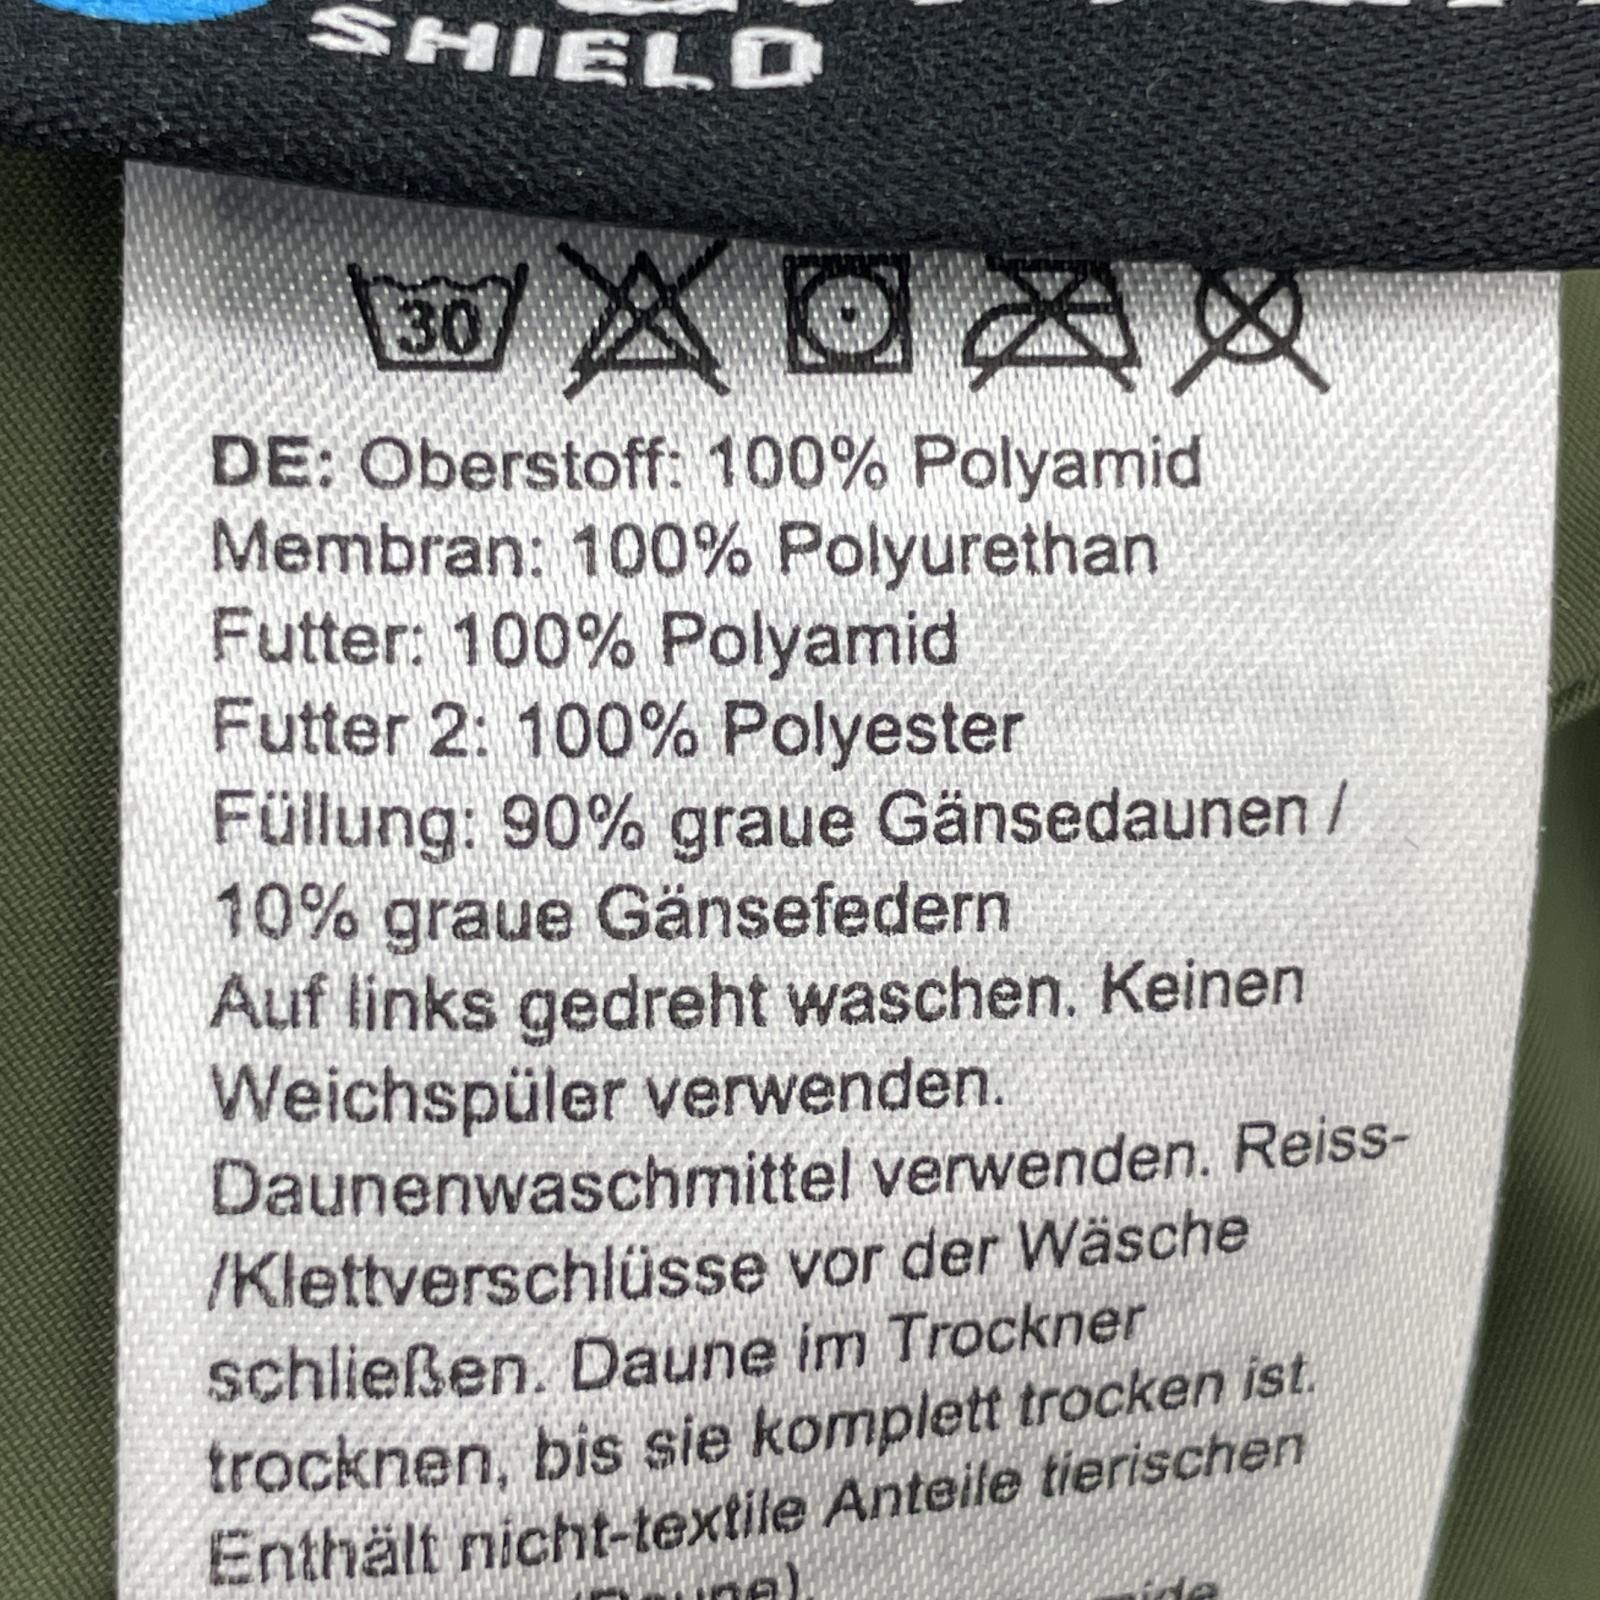 SHIELD
30
DE: Oberstoff: 100% Polyamid
Membran: 100% Polyurethan
Futter: 100% Polyamid
Futter 2: 100% Polyester
Füllung: 90% graue Gänsedaunen /
10% graue Gänsefedern
Auf links gedreht waschen. Keinen
Weichspüler verwenden.
Daunenwaschmittel verwenden. Reiss-
/Klettverschlüsse vor der Wäsche
schließen. Daune im Trockner
trocknen, bis sie komplett trocken ist.
Enthält nicht-textile Anteile tierischen
(Daune).